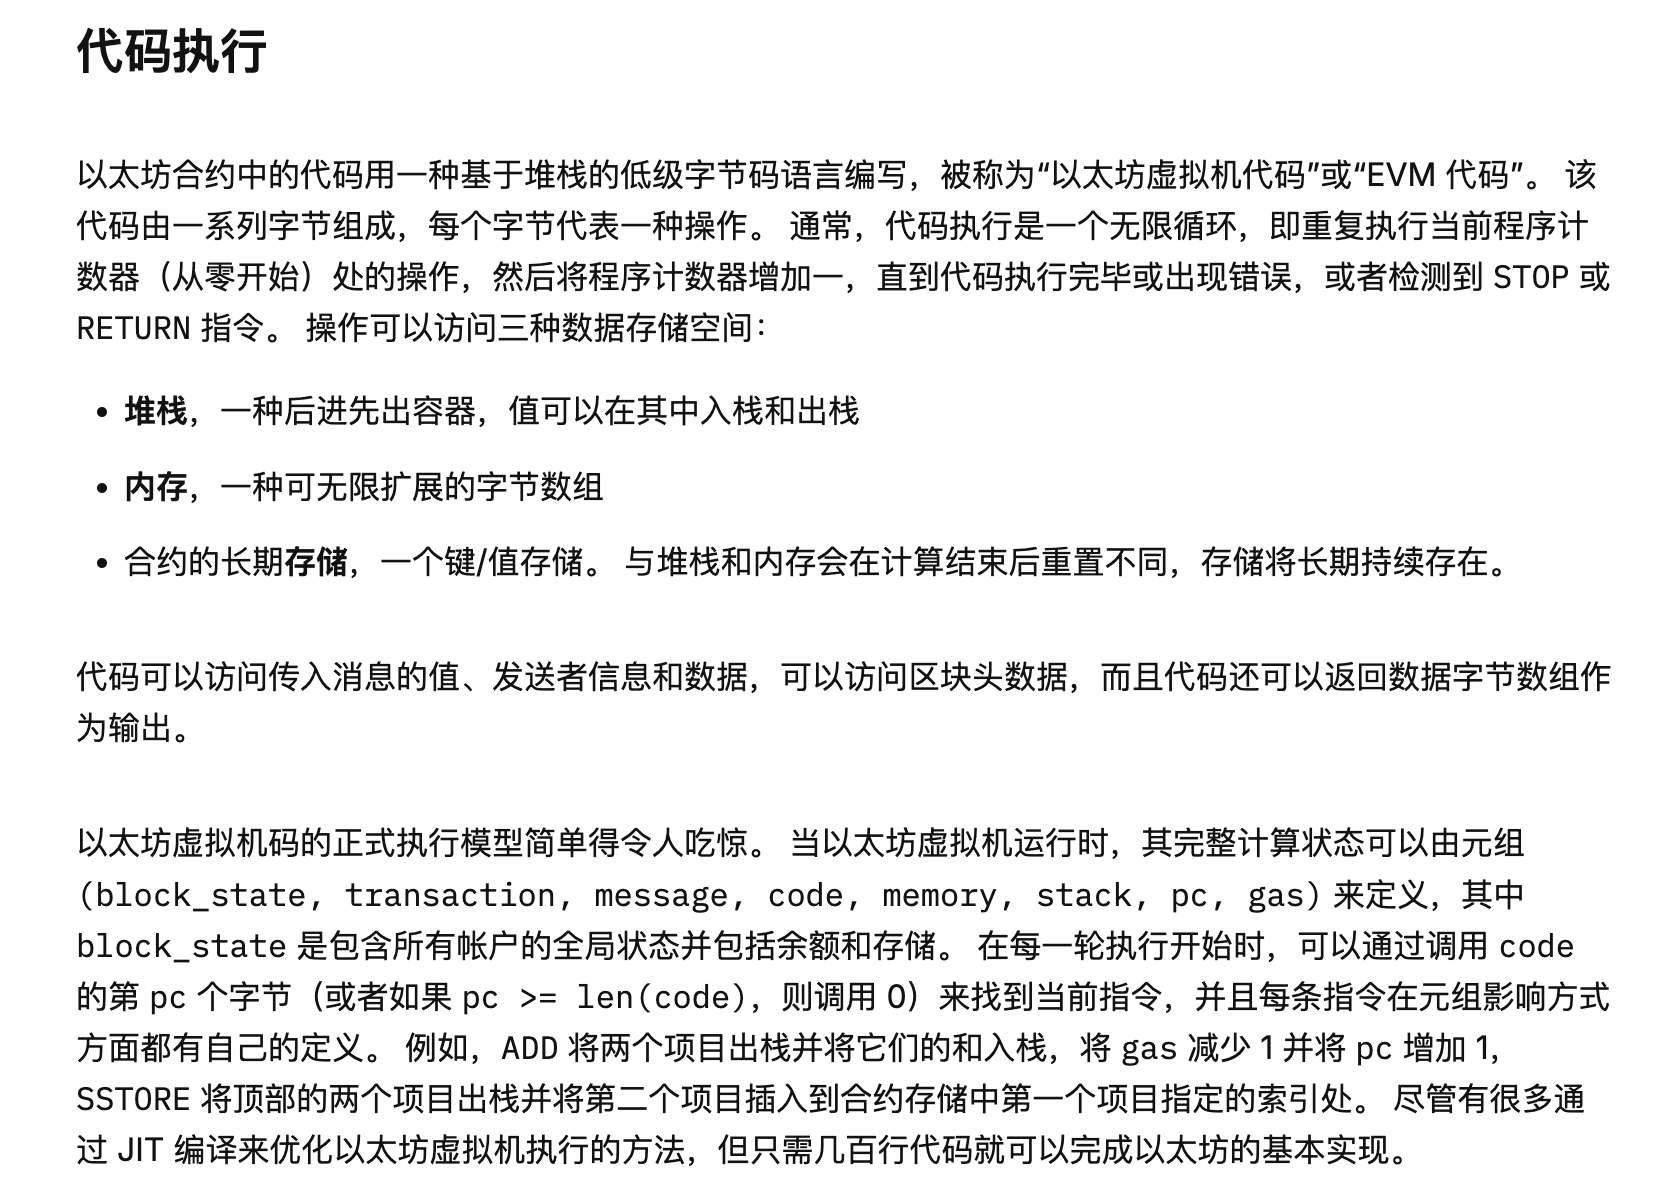 代码执行
以太坊合约中的代码用一种基于堆栈的低级字节码语言编写，被称为“以太坊虚拟机代码”或“EVM 代码”。 该
代码由一系列字节组成，每个字节代表一种操作。 通常，代码执行是一个无限循环，即重复执行当前程序计
数器（从零开始）处的操作，然后将程序计数器增加一，直到代码执行完毕或出现错误，或者检测到 STOP 或
RETURN 指令。 操作可以访问三种数据存储空间：
• 堆栈，一种后进先出容器，值可以在其中入栈和出栈
• 内存，一种可无限扩展的字节数组
• 合约的长期存储，一个键/值存储。 与堆栈和内存会在计算结束后重置不同，存储将长期持续存在。
代码可以访问传入消息的值、发送者信息和数据，可以访问区块头数据，而且代码还可以返回数据字节数组作
为输出。
以太坊虚拟机码的正式执行模型简单得令人吃惊。 当以太坊虚拟机运行时，其完整计算状态可以由元组
(block_state, transaction, message, code, memory, stack, pc, gas) 来定义，其中
block_state 是包含所有帐户的全局状态并包括余额和存储。 在每一轮执行开始时，可以通过调用 code
的第 pc 个字节（或者如果 pc >= len(code)，则调用 0）来找到当前指令，并且每条指令在元组影响方式
方面都有自己的定义。 例如，ADD 将两个项目出栈并将它们的和入栈，将 gas 减少 1 并将 pc 增加 1，
SSTORE 将顶部的两个项目出栈并将第二个项目插入到合约存储中第一个项目指定的索引处。 尽管有很多通
过 JIT 编译来优化以太坊虚拟机执行的方法，但只需几百行代码就可以完成以太坊的基本实现。